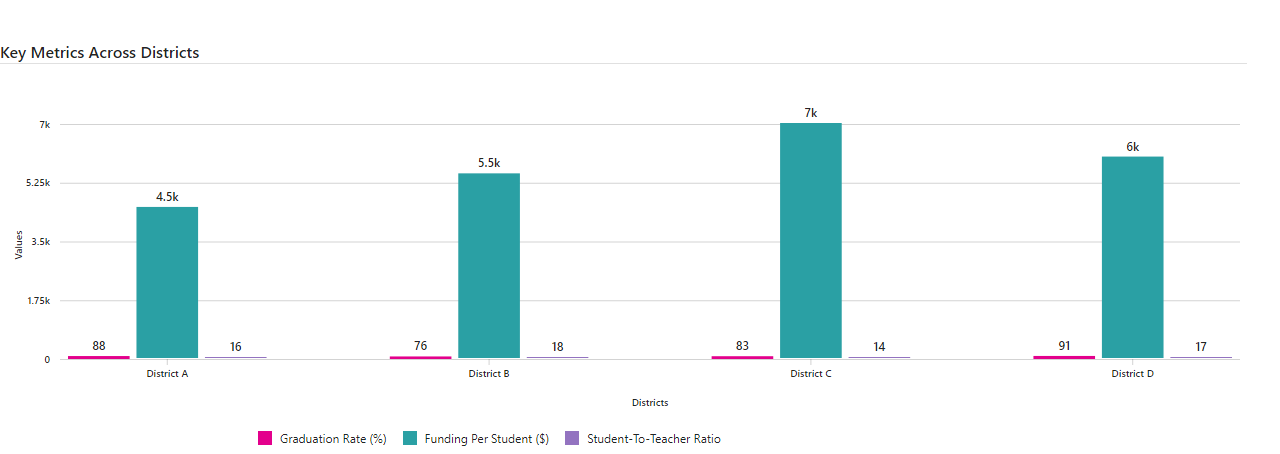 Key Metrics Across Districts
7k
7k
6k
5.5k
5.25k
4.5k
Values
3.5k
1.75k
88
16
76
18
83
14
91
17
0
District A
District B
District C
District D
Districts
Graduation Rate (%)
Funding Per Student ($)
Student-To-Teacher Ratio